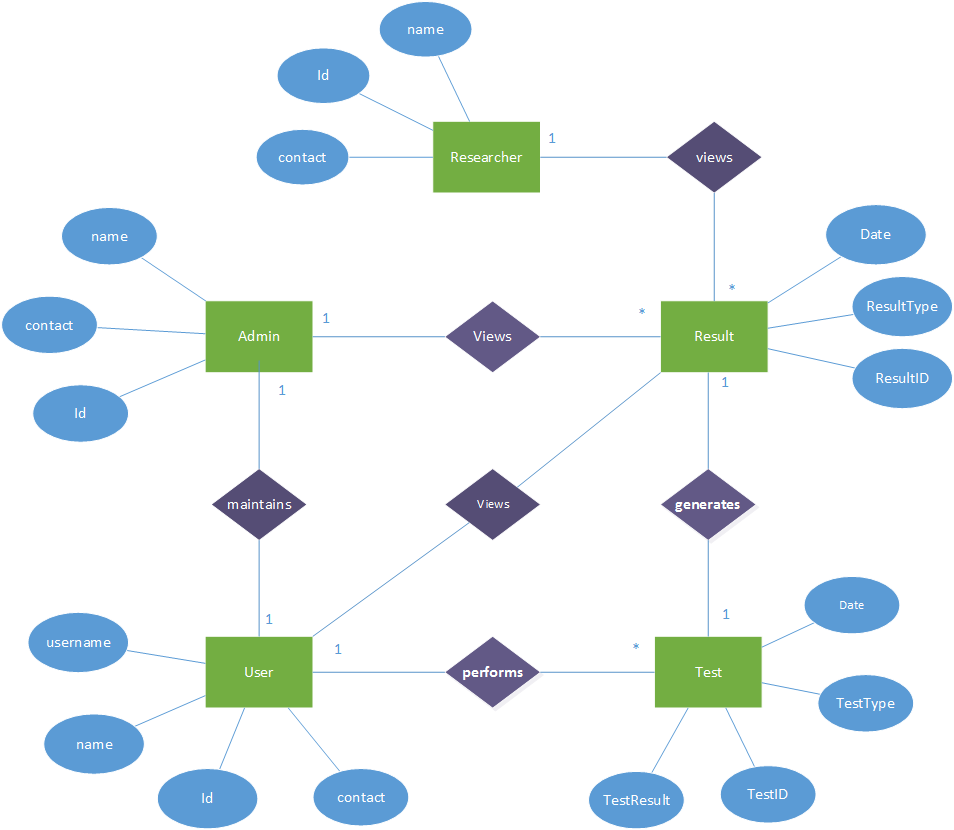 name
Id
contact
Researcher
1
views
name
Date
contact
ResultType
Admin
1
Views
*
*
Result
ResultID
Id
1
1
maintains
Views
generates
1
1
username
1
*
Date
User
performs
Test
TestType
name
Id
contact
TestResult
TestID